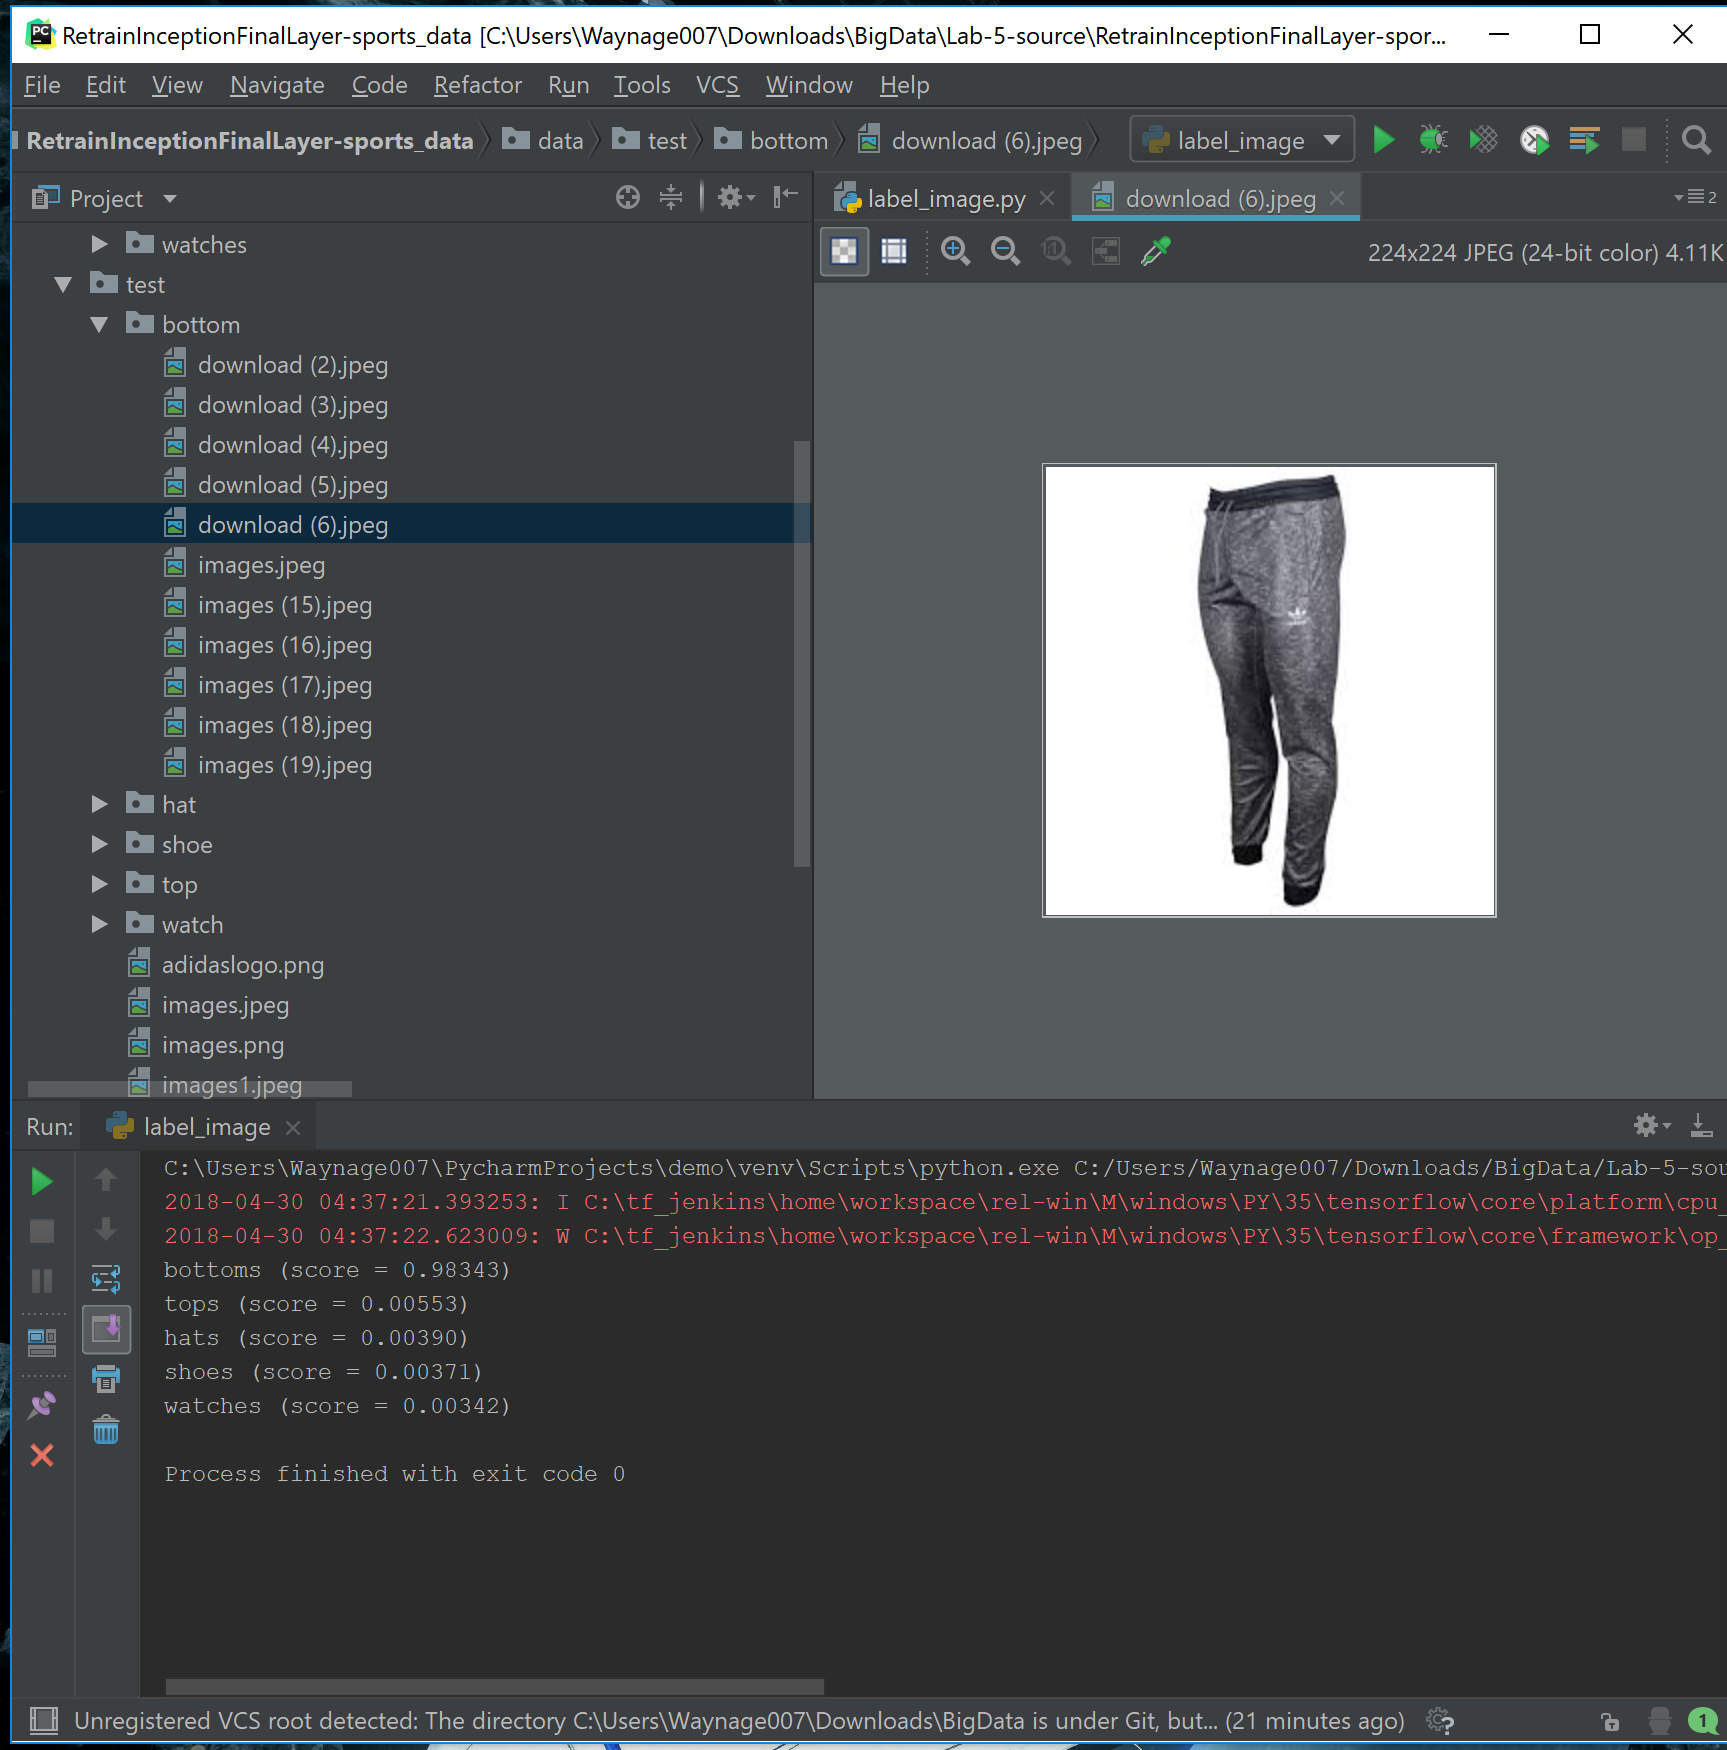 PC RetrainInceptionFinalLayer-sports_data [C:\Users\Waynage007\Downloads\BigData\Lab-5-source\RetrainInceptionFinalLayer-spor...
File Edit View Navigate Code Refactor Run Tools VCS Window Help
RetrainInceptionFinalLayer-sports_data data test bottom download (6).jpeg label_image
Project
label_image.py download (6).jpeg 2
1:1 224x224 JPEG (24-bit color) 4.11K
watches
test
bottom
download (2).jpeg
download (3).jpeg
download (4).jpeg
download (5).jpeg
download (6).jpeg
images.jpeg
images (15).jpeg
images (16).jpeg
images (17).jpeg
images (18).jpeg
images (19).jpeg
hat
shoe
top
watch
adidaslogo.png
images.jpeg
images.png
images1.jpeg
Run: label_image
C:\Users\Waynage007\PycharmProjects\demo\venv\Scripts\python.exe C:/Users/Waynage007/Downloads/BigData/Lab-5-sou
2018-04-30 04:37:21.393253: I C:\tf_jenkins\home\workspace\rel-win\M\windows\PY\35\tensorflow\core\platform\cpu_
2018-04-30 04:37:22.623009: W C:\tf_jenkins\home\workspace\rel-win\M\windows\PY\35\tensorflow\core\framework\op_
bottoms (score = 0.98343)
tops (score = 0.00553)
hats (score = 0.00390)
shoes (score = 0.00371)
watches (score = 0.00342)
Process finished with exit code 0
Unregistered VCS root detected: The directory C:\Users\Waynage007\Downloads\BigData is under Git, but... (21 minutes ago) 1